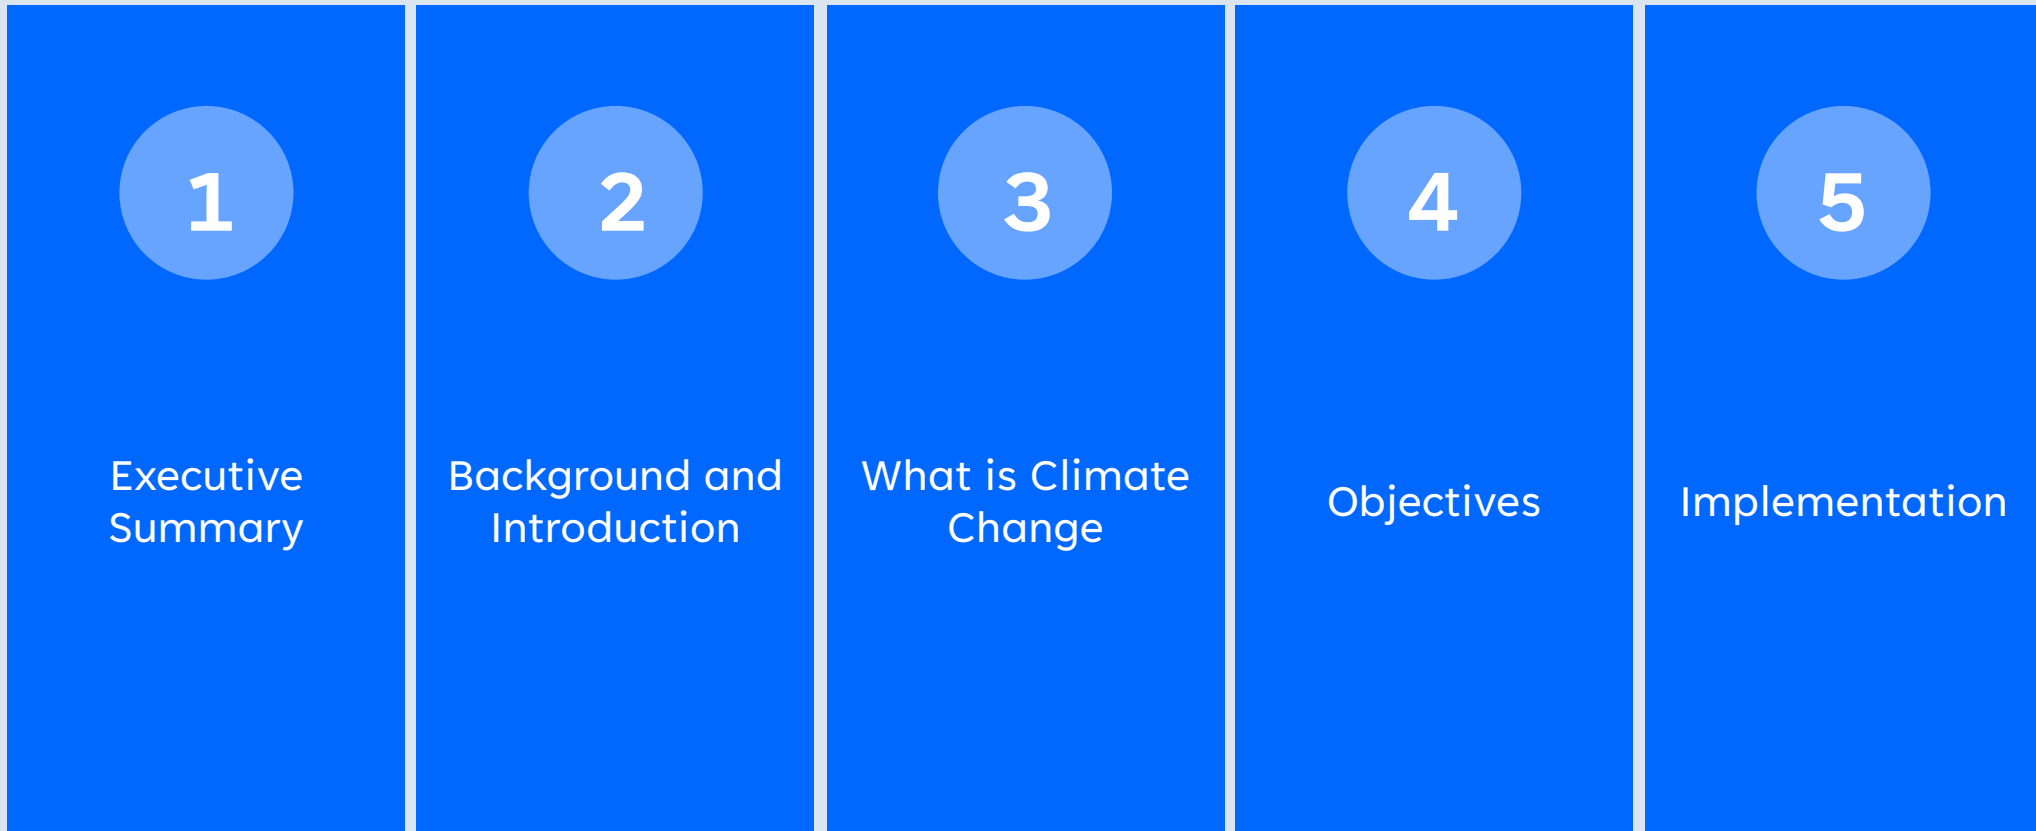 1
Executive
Summary
2
Background and
Introduction
3
What is Climate
Change
4
Objectives
5
Implementation